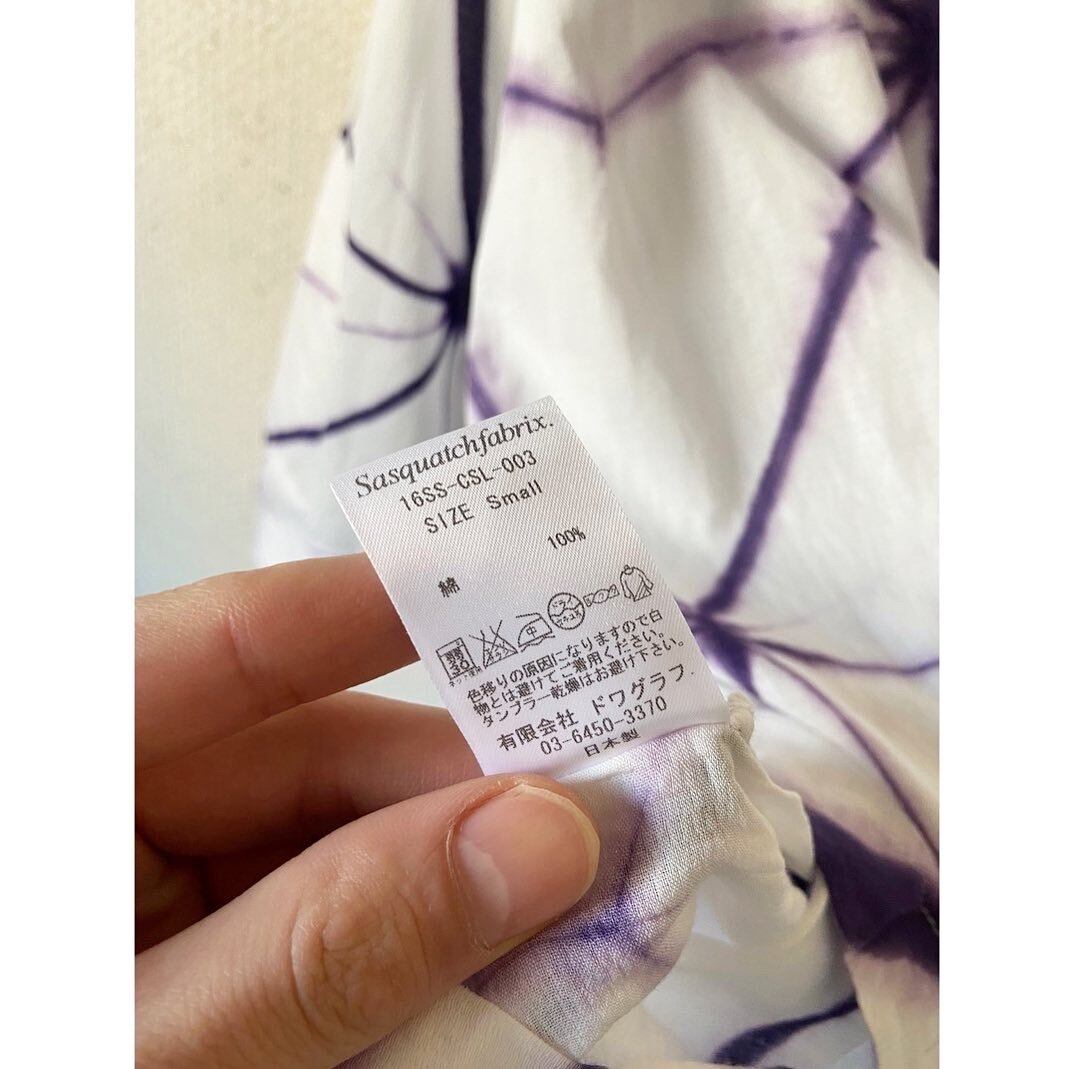 Sasquatchfabrix.
16SS-CSL-003
SIZE Small
100%
綿
中
色移りの原因になりますので白
物とは避けてご着用ください。
タンブラー乾燥はお避け下さい。
有限会社 ドワグラフ.
03-6450-3370
日本製